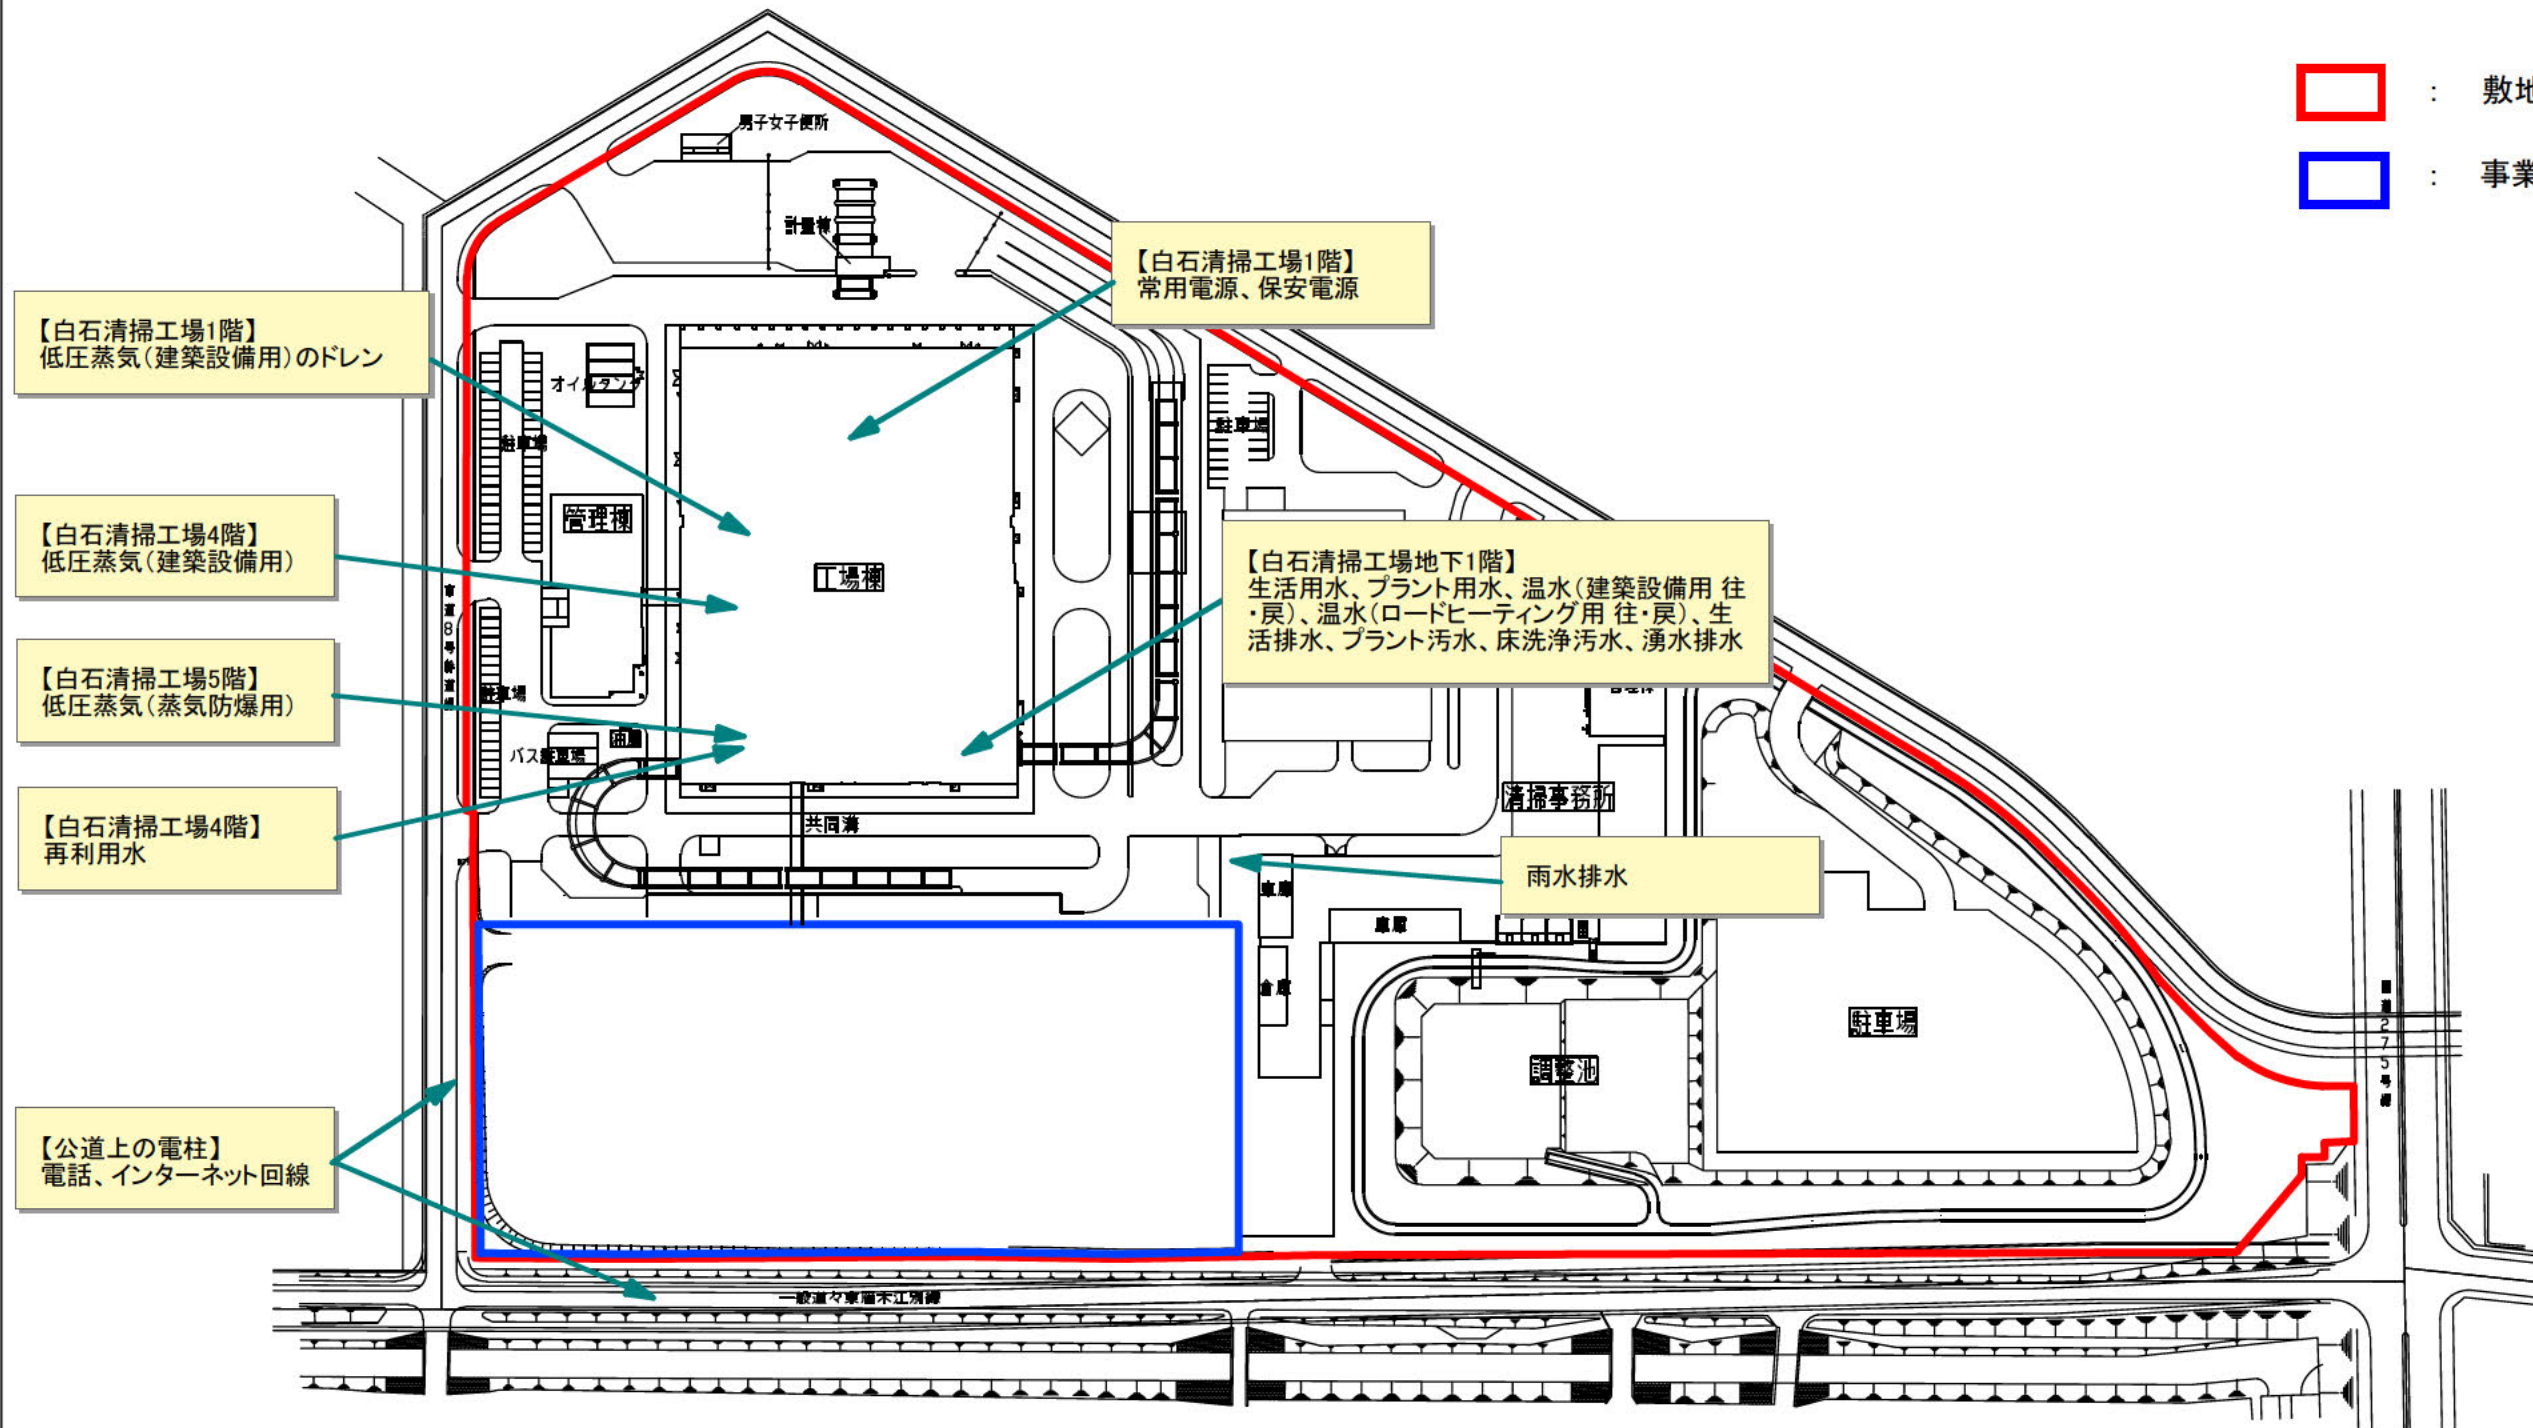 ： 敷地
： 事業
男子女子便所
計量棟
【白石清掃工場1階】
常用電源、保安電源
【白石清掃工場1階】
低圧蒸気（建築設備用）のドレン
オイルタンク
駐車場
駐車場
【白石清掃工場4階】
低圧蒸気（建築設備用）
管理棟
工場棟
【白石清掃工場地下1階】
生活用水、プラント用水、温水（建築設備用 往
・戻）、温水（ロードヒーティング用 往・戻）、生
活排水、プラント汚水、床洗浄汚水、湧水排水
【白石清掃工場5階】
低圧蒸気（蒸気防爆用）
駐車場
バス駐車場
清掃事務所
【白石清掃工場4階】
再利用水
共同溝
雨水排水
車庫
車庫
倉庫
駐車場
調整池
国道275号線
【公道上の電柱】
電話、インターネット回線